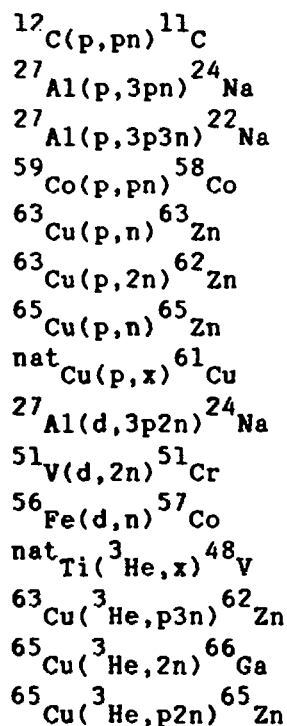 ¹²C(p,pn)¹¹C
²⁷Al(p,3pn)²⁴Na
²⁷Al(p,3p3n)²²Na
⁵⁹Co(p,pn)⁵⁸Co
⁶³Cu(p,n)⁶³Zn
⁶³Cu(p,2n)⁶²Zn
⁶⁵Cu(p,n)⁶⁵Zn
ⁿᵃᵗCu(p,x)⁶¹Cu
²⁷Al(d,3p2n)²⁴Na
⁵¹V(d,2n)⁵¹Cr
⁵⁶Fe(d,n)⁵⁷Co
ⁿᵃᵗTi(³He,x)⁴⁸V
⁶³Cu(³He,p3n)⁶²Zn
⁶⁵Cu(³He,2n)⁶⁶Ga
⁶⁵Cu(³He,p2n)⁶⁵Zn